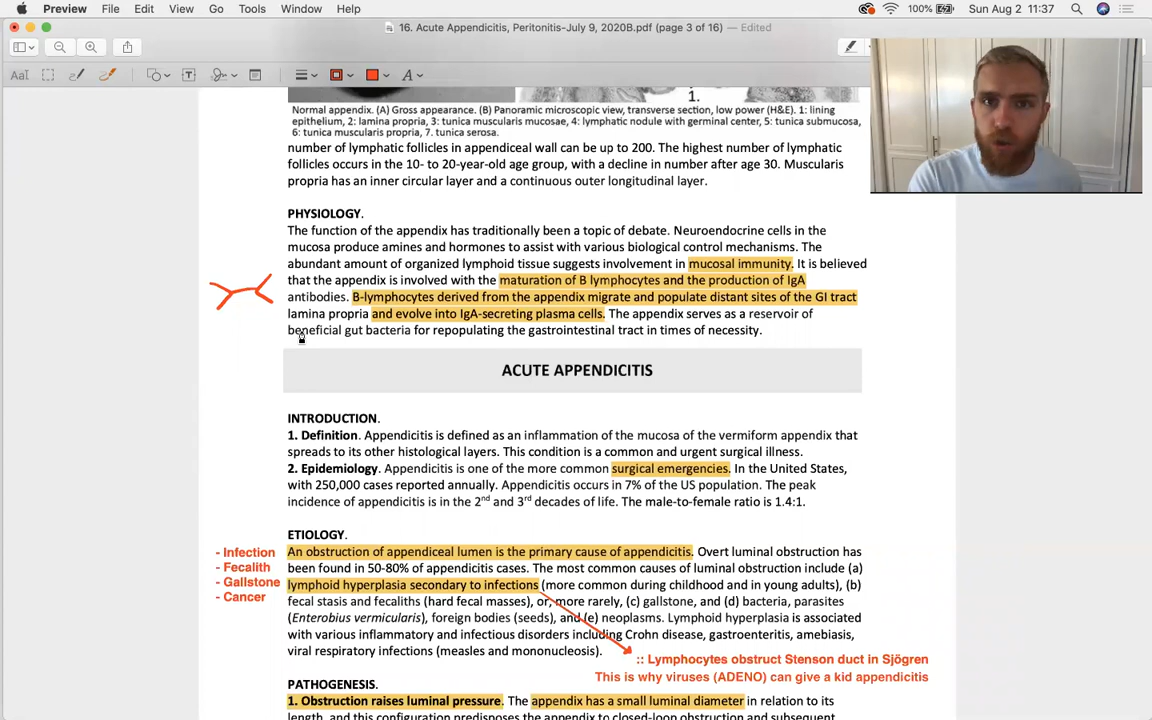 Preview File Edit View Go Tools Window Help 100% Sun Aug 2 11:37
16. Acute Appendicitis, Peritonitis-July 9, 2020B.pdf (page 3 of 16) — Edited
AaI T A
1.
Normal appendix. (A) Gross appearance. (B) Panoramic microscopic view, transverse section, low power (H&E). 1: lining
epithelium, 2: lamina propria, 3: tunica muscularis mucosae, 4: lymphatic nodule with germinal center, 5: tunica submucosa,
6: tunica muscularis propria, 7. tunica serosa.
number of lymphatic follicles in appendiceal wall can be up to 200. The highest number of lymphatic
follicles occurs in the 10- to 20-year-old age group, with a decline in number after age 30. Muscularis
propria has an inner circular layer and a continuous outer longitudinal layer.
PHYSIOLOGY.
The function of the appendix has traditionally been a topic of debate. Neuroendocrine cells in the
mucosa produce amines and hormones to assist with various biological control mechanisms. The
abundant amount of organized lymphoid tissue suggests involvement in mucosal immunity. It is believed
that the appendix is involved with the maturation of B lymphocytes and the production of IgA
antibodies. B-lymphocytes derived from the appendix migrate and populate distant sites of the GI tract
lamina propria and evolve into IgA-secreting plasma cells. The appendix serves as a reservoir of
beneficial gut bacteria for repopulating the gastrointestinal tract in times of necessity.
ACUTE APPENDICITIS
INTRODUCTION.
1. Definition. Appendicitis is defined as an inflammation of the mucosa of the vermiform appendix that
spreads to its other histological layers. This condition is a common and urgent surgical illness.
2. Epidemiology. Appendicitis is one of the more common surgical emergencies. In the United States,
with 250,000 cases reported annually. Appendicitis occurs in 7% of the US population. The peak
incidence of appendicitis is in the 2nd and 3rd decades of life. The male-to-female ratio is 1.4:1.
ETIOLOGY.
An obstruction of appendiceal lumen is the primary cause of appendicitis. Overt luminal obstruction has
been found in 50-80% of appendicitis cases. The most common causes of luminal obstruction include (a)
lymphoid hyperplasia secondary to infections (more common during childhood and in young adults), (b)
fecal stasis and fecaliths (hard fecal masses), or, more rarely, (c) gallstone, and (d) bacteria, parasites
(Enterobius vermicularis), foreign bodies (seeds), and (e) neoplasms. Lymphoid hyperplasia is associated
with various inflammatory and infectious disorders including Crohn disease, gastroenteritis, amebiasis,
viral respiratory infections (measles and mononucleosis).
- Infection
- Fecalith
- Gallstone
- Cancer
:: Lymphocytes obstruct Stenson duct in Sjögren
This is why viruses (ADENO) can give a kid appendicitis
PATHOGENESIS.
1. Obstruction raises luminal pressure. The appendix has a small luminal diameter in relation to its
length, and this configuration predisposes the appendix to closed-loop obstruction and subsequent